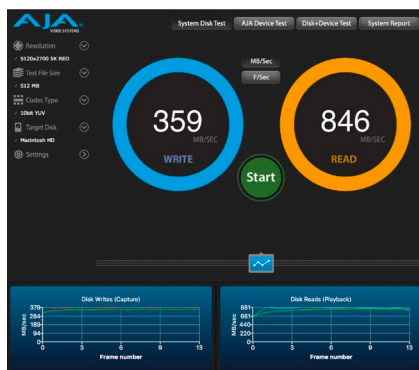 AJA
VIDEO SYSTEMS
System Disk Test
AJA Device Test
Disk+Device Test
System Report
Resolution
✓ 5120x2700 5K RED
Test File Size
✓ 512 MB
Codec Type
✓ 10bit YUV
Target Disk
✓ Macintosh HD
Settings
MB/Sec
F/Sec
359
MB/SEC
WRITE
846
MB/SEC
READ
Start
Disk Writes (Capture)
MB/sec
379
284
189
94
0
0 3 6 9 13
Frame number
Disk Reads (Playback)
MB/sec
881
661
440
220
0
0 3 6 9 13
Frame number